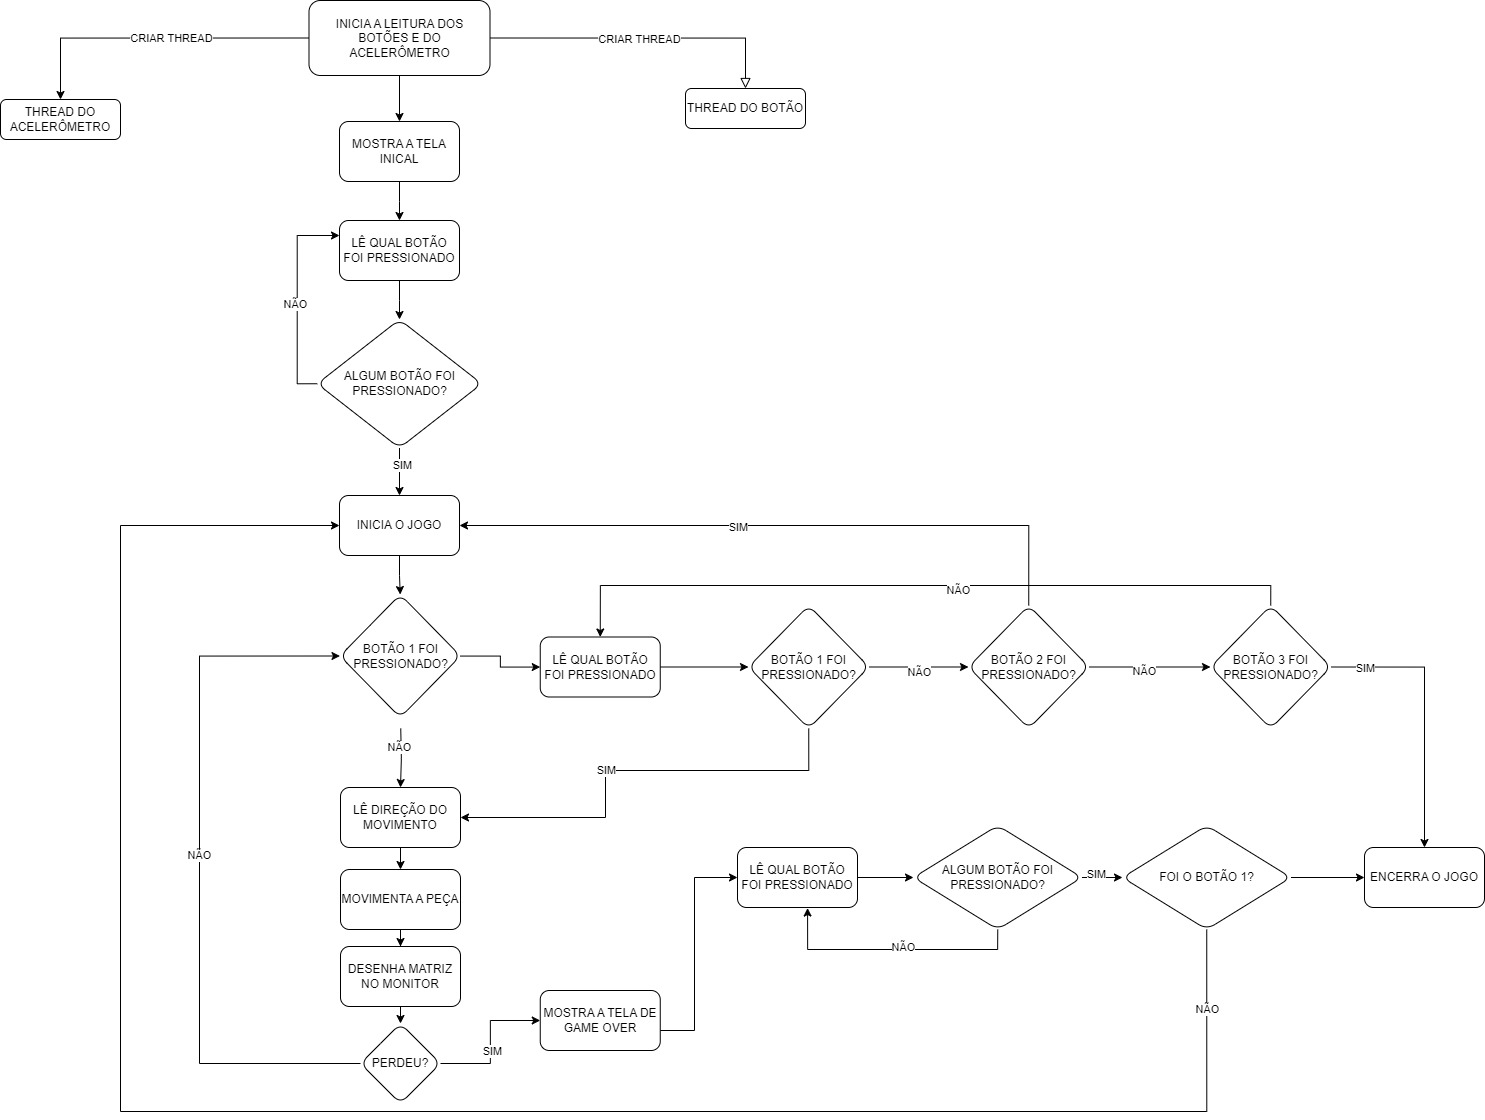 INICIA A LEITURA DOS
BOTÕES E DO
ACELERÔMETRO
CRIAR THREAD
CRIAR THREAD
THREAD DO
ACELERÔMETRO
THREAD DO BOTÃO
MOSTRA A TELA
INICAL
LÊ QUAL BOTÃO
FOI PRESSIONADO
NÃO
ALGUM BOTÃO FOI
PRESSIONADO?
SIM
INICIA O JOGO
SIM
NÃO
BOTÃO 1 FOI
PRESSIONADO?
LÊ QUAL BOTÃO
FOI PRESSIONADO
BOTÃO 1 FOI
PRESSIONADO?
NÃO
BOTÃO 2 FOI
PRESSIONADO?
NÃO
BOTÃO 3 FOI
PRESSIONADO?
SIM
NÃO
SIM
LÊ DIREÇÃO DO
MOVIMENTO
NÃO
MOVIMENTA A PEÇA
LÊ QUAL BOTÃO
FOI PRESSIONADO
ALGUM BOTÃO FOI
PRESSIONADO?
SIM
FOI O BOTÃO 1?
ENCERRA O JOGO
NÃO
DESENHA MATRIZ
NO MONITOR
MOSTRA A TELA DE
GAME OVER
NÃO
SIM
PERDEU?